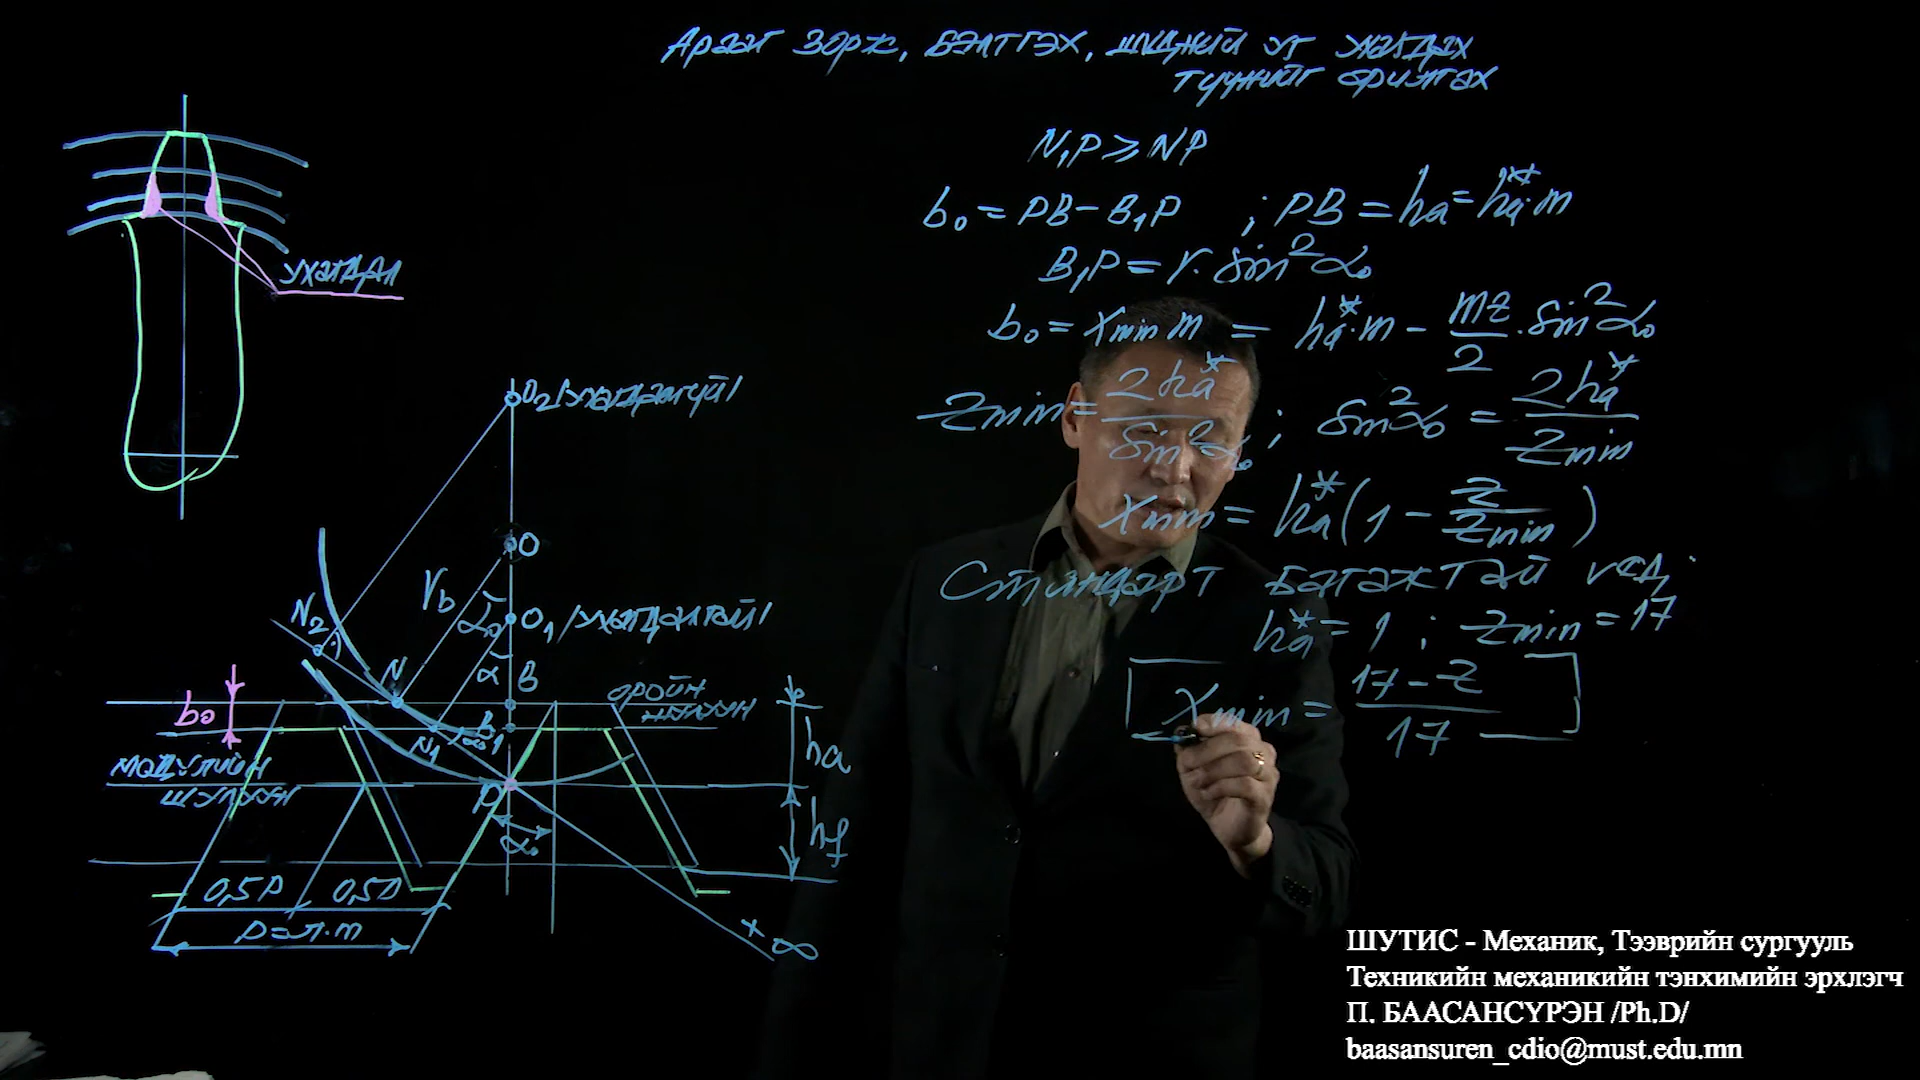 Арааг зорж, бэлтгэх, шүдний уг ухагдах
түүнийг орилгах
N₁P ⩾ NP
b₀ = PB − B₁P ; PB = ha = ha*·m
B₁P = r·sin²α₀
b₀ = Xmin m = ha*·m − mz/2 · sin²α₀
Zmin = 2ha*/sin²α₀ ; sin²α₀ = 2ha*/Zmin
Xmin = ha*(1 − Z/Zmin)
Стандарт багажтай үед,
ha* = 1 ; Zmin = 17
Xmin = 17 − Z/17
ухагдал
O₂ /ухагдалгүй/
O
rb
α₀
O₁ /ухагдалтай/
α
N₂
N
B
b₀
оройн
шулуун
N₁
α₀
B₁
ha
модулийн
шулуун
P
hf
α₀
0,5P
0,5P
P = π·m
+ ∞
ШУТИС - Механик, Тээврийн сургууль
Техникийн механикийн тэнхимийн эрхлэгч
П. БААСАНСҮРЭН /Ph.D/
baasansuren_cdio@must.edu.mn